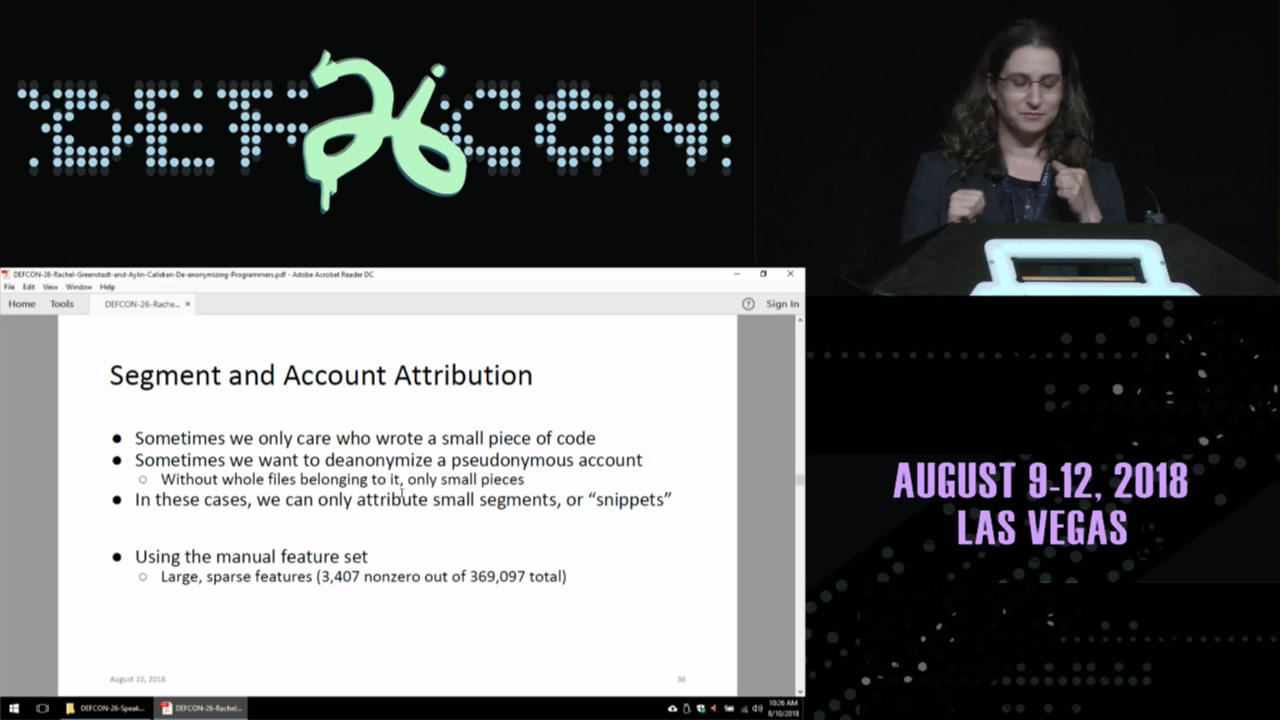 DEFCON
26
DEFCON-26-Rachel-Greenstadt-and-Aylin-Caliskan-De-anonymizing-Programmers.pdf - Adobe Acrobat Reader DC
File Edit View Window Help
Home Tools DEFCON-26-Rache... × ? Sign In
Segment and Account Attribution
● Sometimes we only care who wrote a small piece of code
● Sometimes we want to deanonymize a pseudonymous account
○ Without whole files belonging to it, only small pieces
● In these cases, we can only attribute small segments, or “snippets”
● Using the manual feature set
○ Large, sparse features (3,407 nonzero out of 369,097 total)
August 10, 2018 36
AUGUST 9-12, 2018
LAS VEGAS
DEFCON-26-Speak... DEFCON-26-Rachel... 10:26 AM
8/10/2018